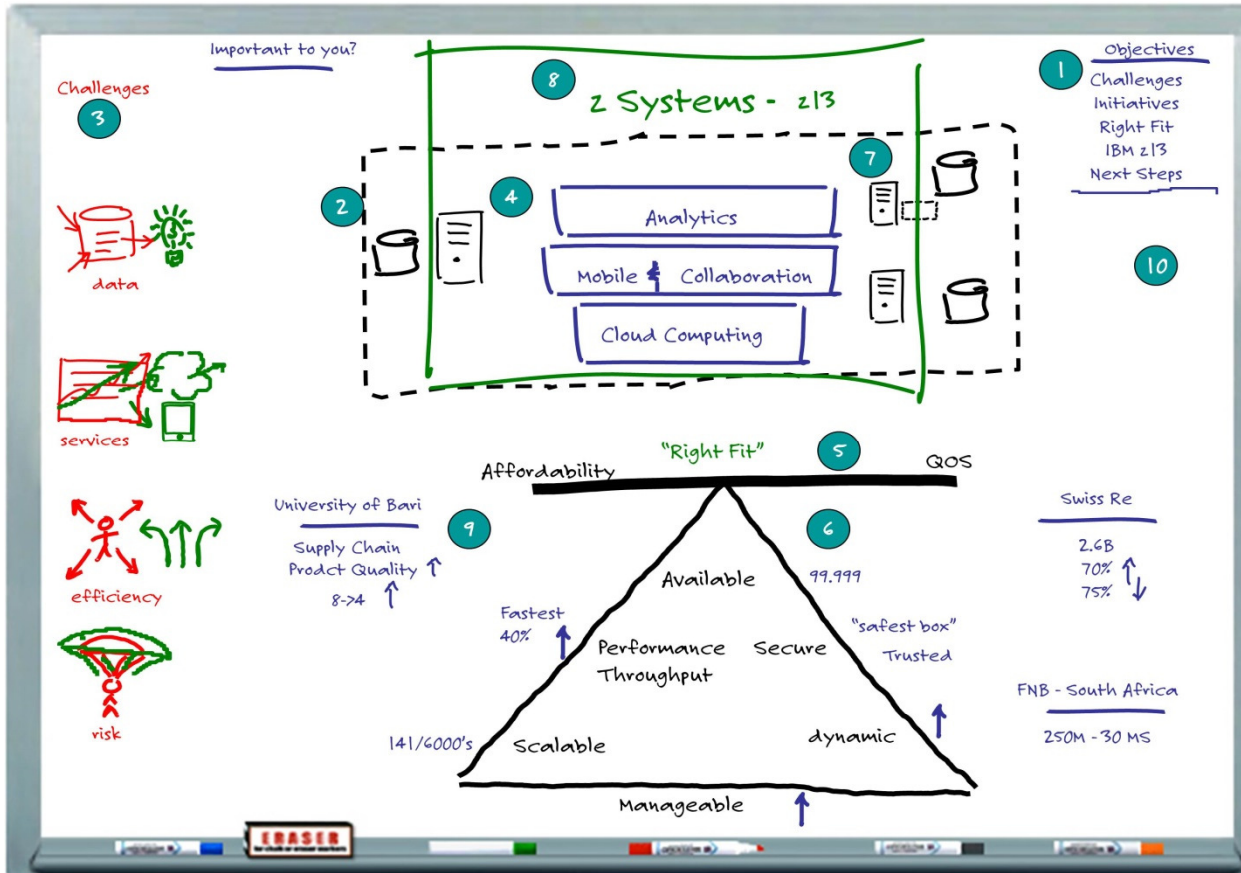 Important to you?
Challenges
3
data
services
efficiency
risk
8
z Systems - z13
2
4
7
Analytics
Mobile & Collaboration
Cloud Computing
1
Objectives
Challenges
Initiatives
Right Fit
IBM z13
Next Steps
10
"Right Fit"
5
Affordability
QOS
University of Bari
Supply Chain
Prodct Quality
8->4
9
6
Available
99.999
Fastest
40%
Performance
Throughput
Secure
"safest box"
Trusted
141/6000's
Scalable
dynamic
Manageable
Swiss Re
2.6B
70%
75%
FNB - South Africa
250M - 30 MS
ERASER